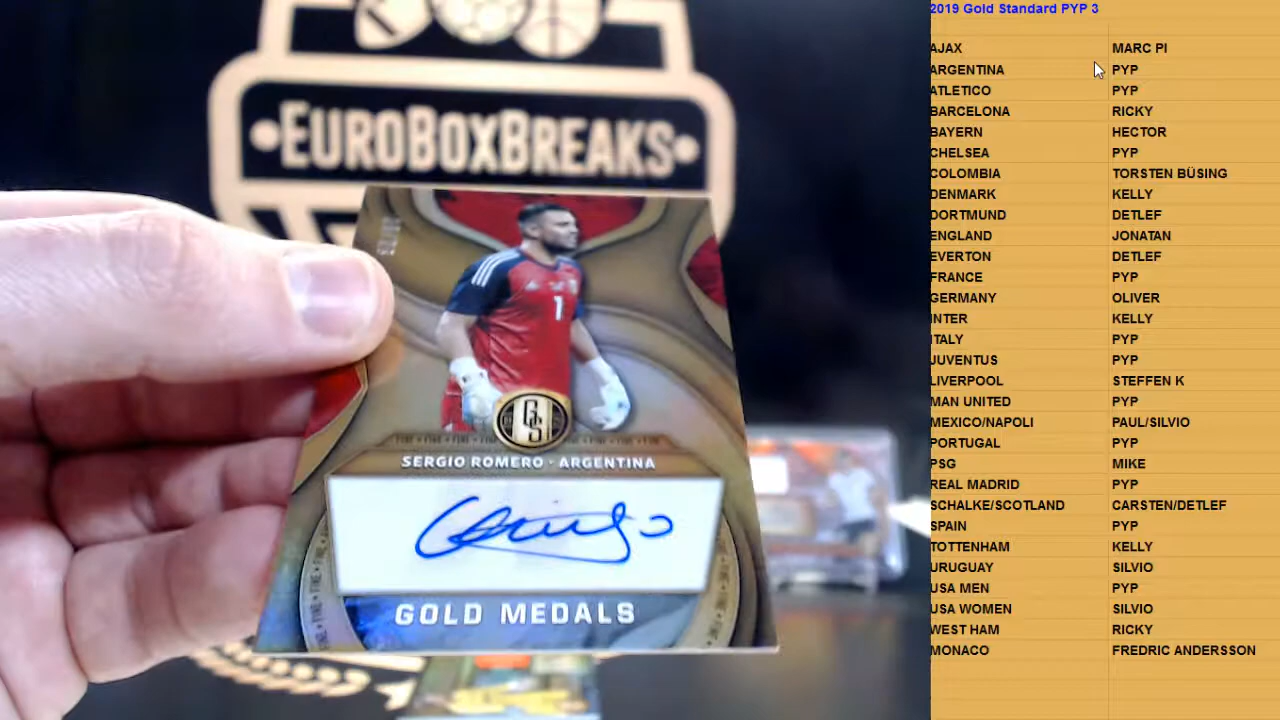 EUROBOXBREAKS
1
GS
SERGIO ROMERO · ARGENTINA
GOLD MEDALS
2019 Gold Standard PYP 3
AJAX MARC PI
ARGENTINA PYP
ATLETICO PYP
BARCELONA RICKY
BAYERN HECTOR
CHELSEA PYP
COLOMBIA TORSTEN BÜSING
DENMARK KELLY
DORTMUND DETLEF
ENGLAND JONATAN
EVERTON DETLEF
FRANCE PYP
GERMANY OLIVER
INTER KELLY
ITALY PYP
JUVENTUS PYP
LIVERPOOL STEFFEN K
MAN UNITED PYP
MEXICO/NAPOLI PAUL/SILVIO
PORTUGAL PYP
PSG MIKE
REAL MADRID PYP
SCHALKE/SCOTLAND CARSTEN/DETLEF
SPAIN PYP
TOTTENHAM KELLY
URUGUAY SILVIO
USA MEN PYP
USA WOMEN SILVIO
WEST HAM RICKY
MONACO FREDRIC ANDERSSON